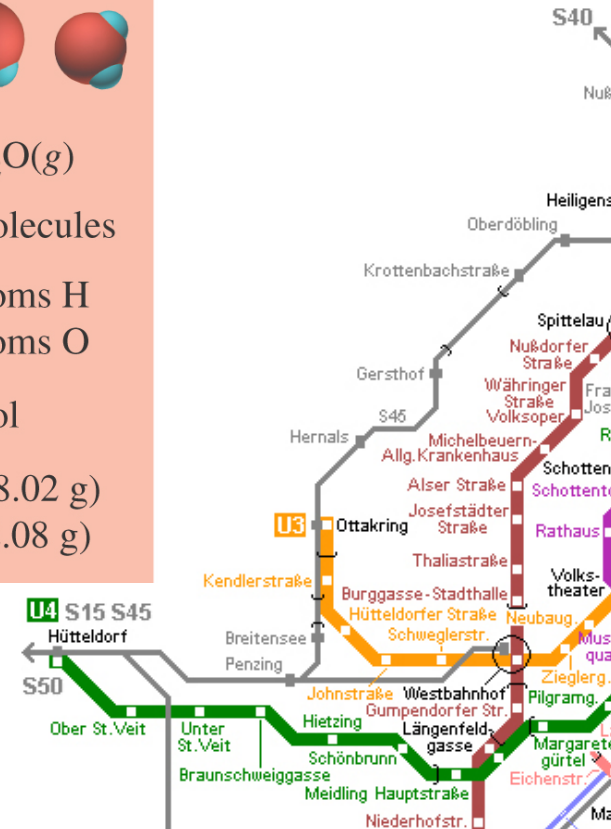 O(g)
olecules
oms H
oms O
ol
8.02 g)
.08 g)
S40
Nuß
Heiligens
Oberdöbling
Krottenbachstraße
Spittelau
Nußdorfer
Straße
Gersthof
Währinger
Straße
Volksoper
Fra
Jos
S45
R
Hernals
Michelbeuern-
Allg.Krankenhaus
Schotten
Alser Straße
Schottent
Josefstädter
Straße
U3
Ottakring
Rathaus
Thaliastraße
Volks-
theater
Kendlerstraße
Burggasse-Stadthalle
U4 S15 S45
Hütteldorfer Straße
Neubaug.
Hütteldorf
Schweglerstr.
Breitensee
Mus
qua
Penzing
Zieglerg.
S50
Johnstraße
Westbahnhof
Pilgramg.
Gumpendorfer Str.
Ober St.Veit
Unter
St.Veit
Hietzing
Längenfeld-
gasse
Schönbrunn
Margarete
gürtel
Braunschweiggasse
Eichenstr.
Meidling Hauptstraße
Niederhofstr.
Ma